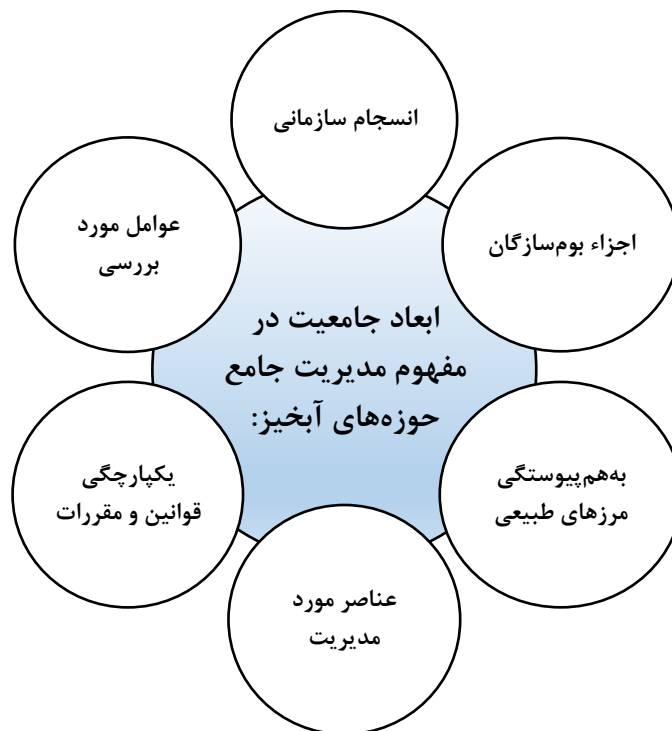 ابعاد جامعیت در
مفهوم مدیریت جامع
حوزه‌های آبخیز:
انسجام سازمانی
اجزاء بوم‌سازگان
به‌هم‌پیوستگی
مرزهای طبیعی
عناصر مورد
مدیریت
یکپارچگی
قوانین و مقررات
عوامل مورد
بررسی